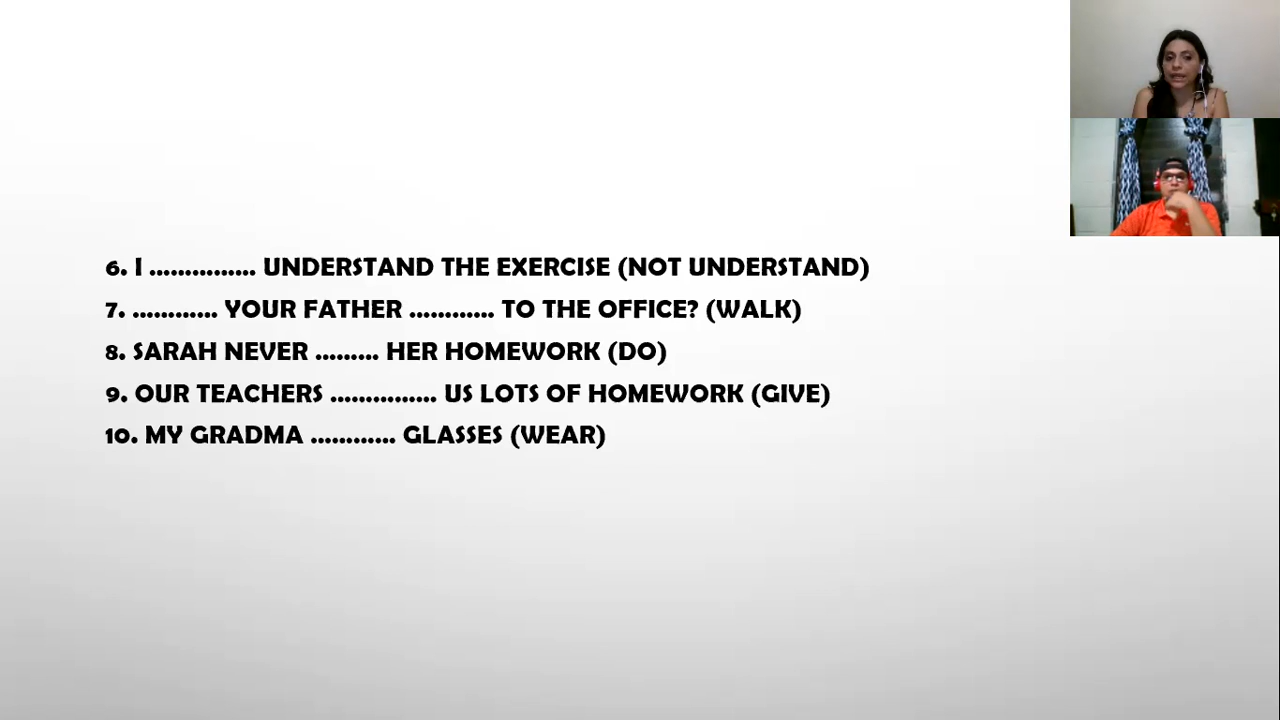 6. I ............... UNDERSTAND THE EXERCISE (NOT UNDERSTAND)
7. ............ YOUR FATHER ............ TO THE OFFICE? (WALK)
8. SARAH NEVER ......... HER HOMEWORK (DO)
9. OUR TEACHERS ............... US LOTS OF HOMEWORK (GIVE)
10. MY GRADMA ............ GLASSES (WEAR)